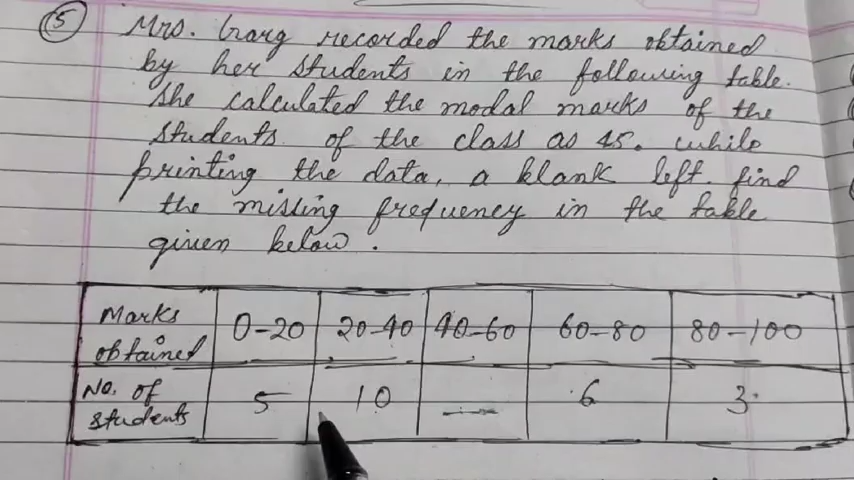 5 Mrs. Garg recorded the marks obtained
by her students in the following table.
She calculated the modal marks of the
students of the class as 45. while
printing the data, a blank left. find
the missing frequency in the table
given below.
Marks obtained 0-20 20-40 40-60 60-80 80-100
No. of students 5 10 __ 6 3